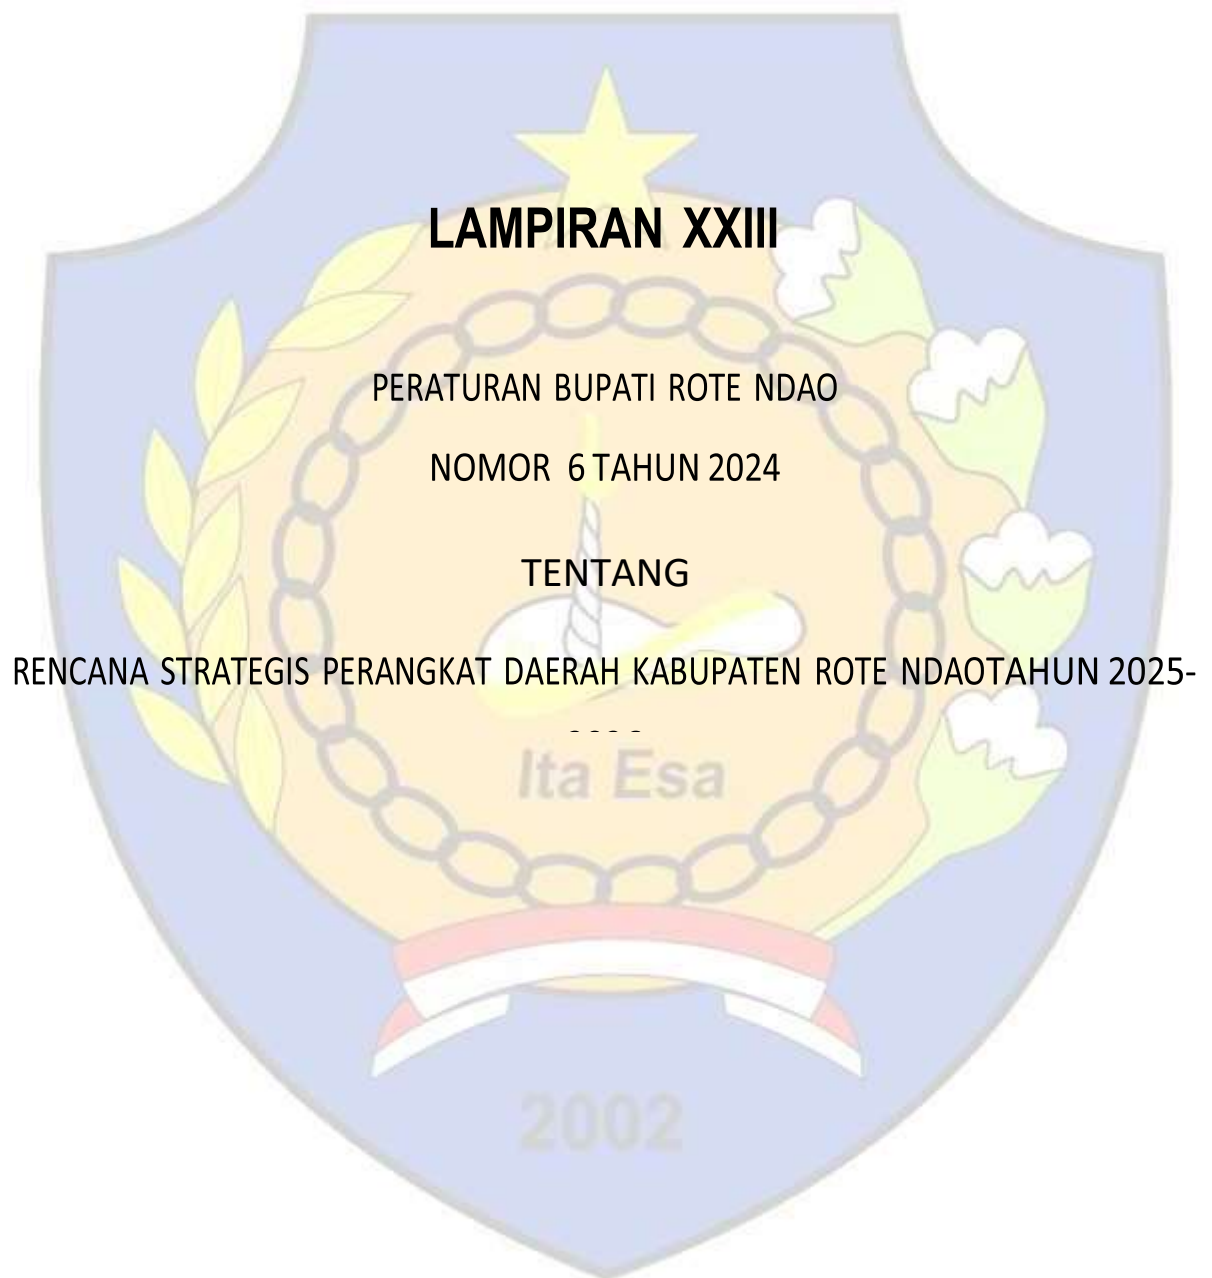 LAMPIRAN XXIII
PERATURAN BUPATI ROTE NDAO
NOMOR 6 TAHUN 2024
TENTANG
RENCANA STRATEGIS PERANGKAT DAERAH KABUPATEN ROTE NDAOTAHUN 2025-
Ita Esa
2002